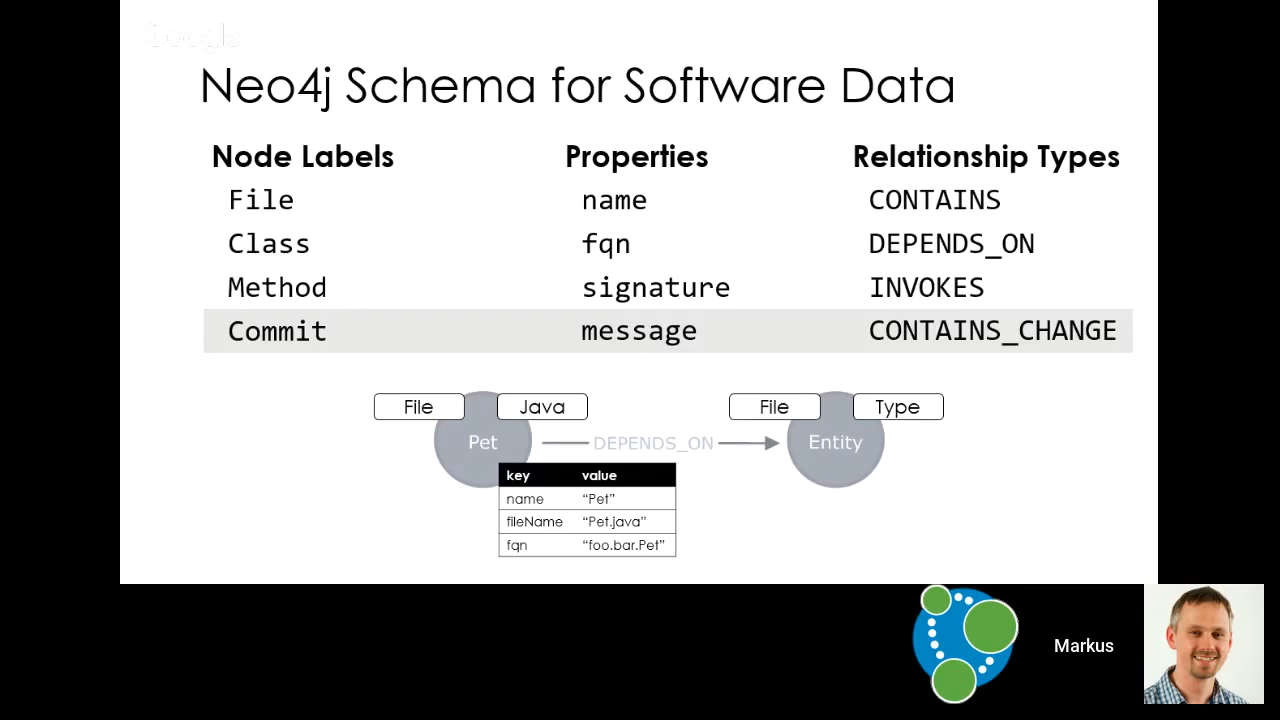 Google
Neo4j Schema for Software Data
Node Labels Properties Relationship Types
File name CONTAINS
Class fqn DEPENDS_ON
Method signature INVOKES
Commit message CONTAINS_CHANGE
File Java File Type
Pet DEPENDS_ON Entity
key value
name “Pet”
fileName “Pet.java”
fqn “foo.bar.Pet”
Markus